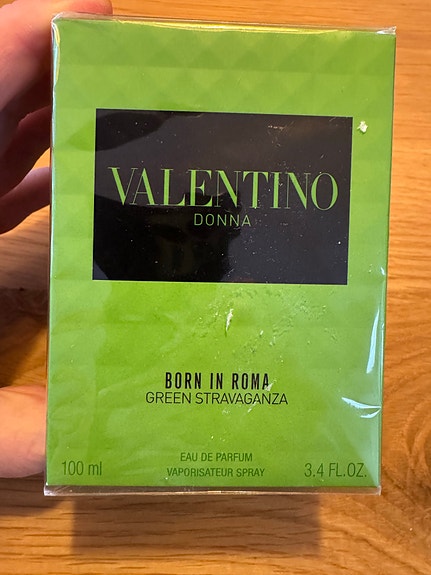 VALENTINO
DONNA
BORN IN ROMA
GREEN STRAVAGANZA
EAU DE PARFUM
100 ml VAPORISATEUR SPRAY 3.4 FL.OZ.